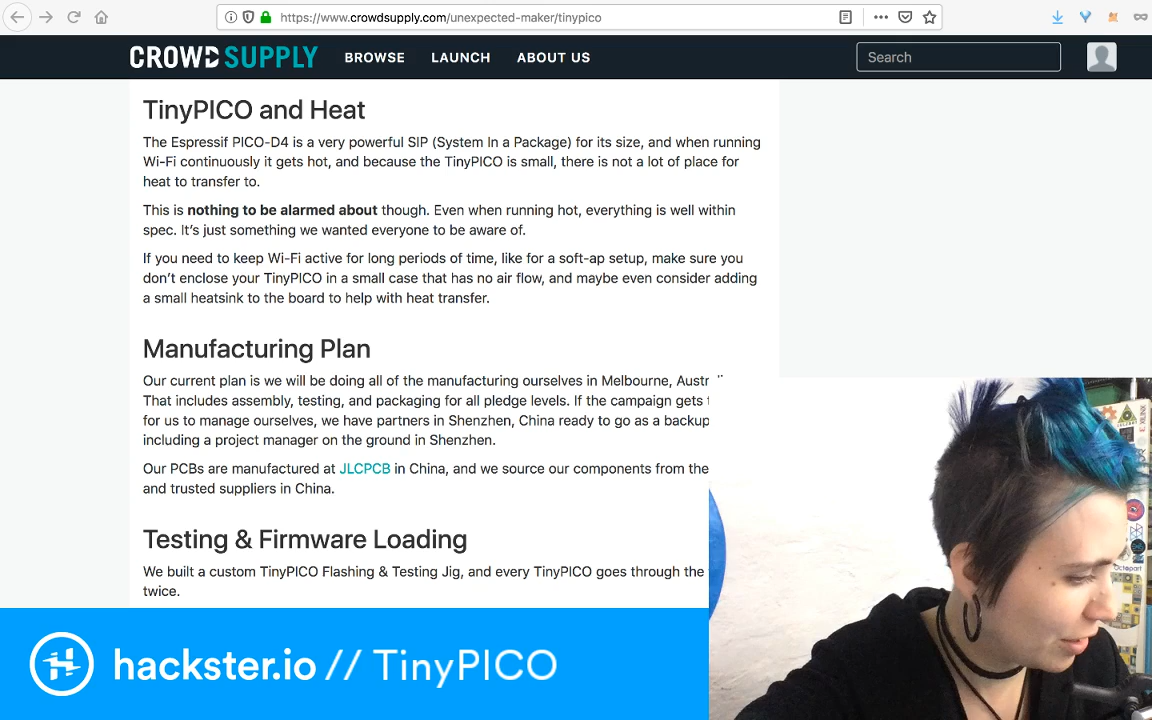 https://www.crowdsupply.com/unexpected-maker/tinypico
CROWD SUPPLY BROWSE LAUNCH ABOUT US Search
TinyPICO and Heat
The Espressif PICO-D4 is a very powerful SIP (System In a Package) for its size, and when running
Wi-Fi continuously it gets hot, and because the TinyPICO is small, there is not a lot of place for
heat to transfer to.
This is nothing to be alarmed about though. Even when running hot, everything is well within
spec. It's just something we wanted everyone to be aware of.
If you need to keep Wi-Fi active for long periods of time, like for a soft-ap setup, make sure you
don't enclose your TinyPICO in a small case that has no air flow, and maybe even consider adding
a small heatsink to the board to help with heat transfer.
Manufacturing Plan
Our current plan is we will be doing all of the manufacturing ourselves in Melbourne, Austr
That includes assembly, testing, and packaging for all pledge levels. If the campaign gets
for us to manage ourselves, we have partners in Shenzhen, China ready to go as a backup
including a project manager on the ground in Shenzhen.
Our PCBs are manufactured at JLCPCB in China, and we source our components from the
and trusted suppliers in China.
Testing & Firmware Loading
We built a custom TinyPICO Flashing & Testing Jig, and every TinyPICO goes through the
twice.
hackster.io // TinyPICO
XILINX
Octopart